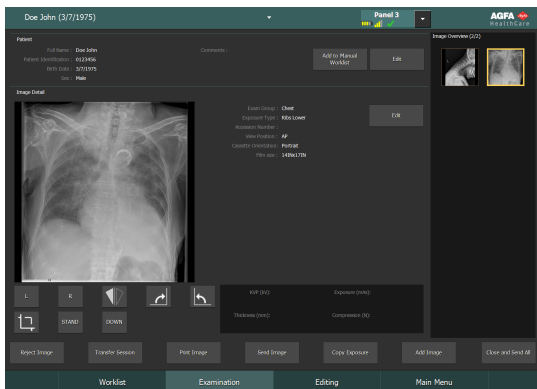 Doe John (3/7/1975)
Panel 3
AGFA
HealthCare
Patient
Full Name : Doe John
Patient Identification : 0123456
Birth Date : 3/7/1975
Sex : Male
Comments :
Add to Manual
Worklist
Edit
Image Overview (2/2)
Image Detail
Exam Group : Chest
Exposure Type : Ribs Lower
Accession Number :
View Position : AP
Cassette Orientation : Portrait
Film size : 14INx17IN
Edit
L
R
STAND
DOWN
KVP (kV):
Exposure (mAs):
Thickness (mm):
Compression (N):
Reject Image
Transfer Session
Print Image
Send Image
Copy Exposure
Add Image
Close and Send All
Worklist
Examination
Editing
Main Menu